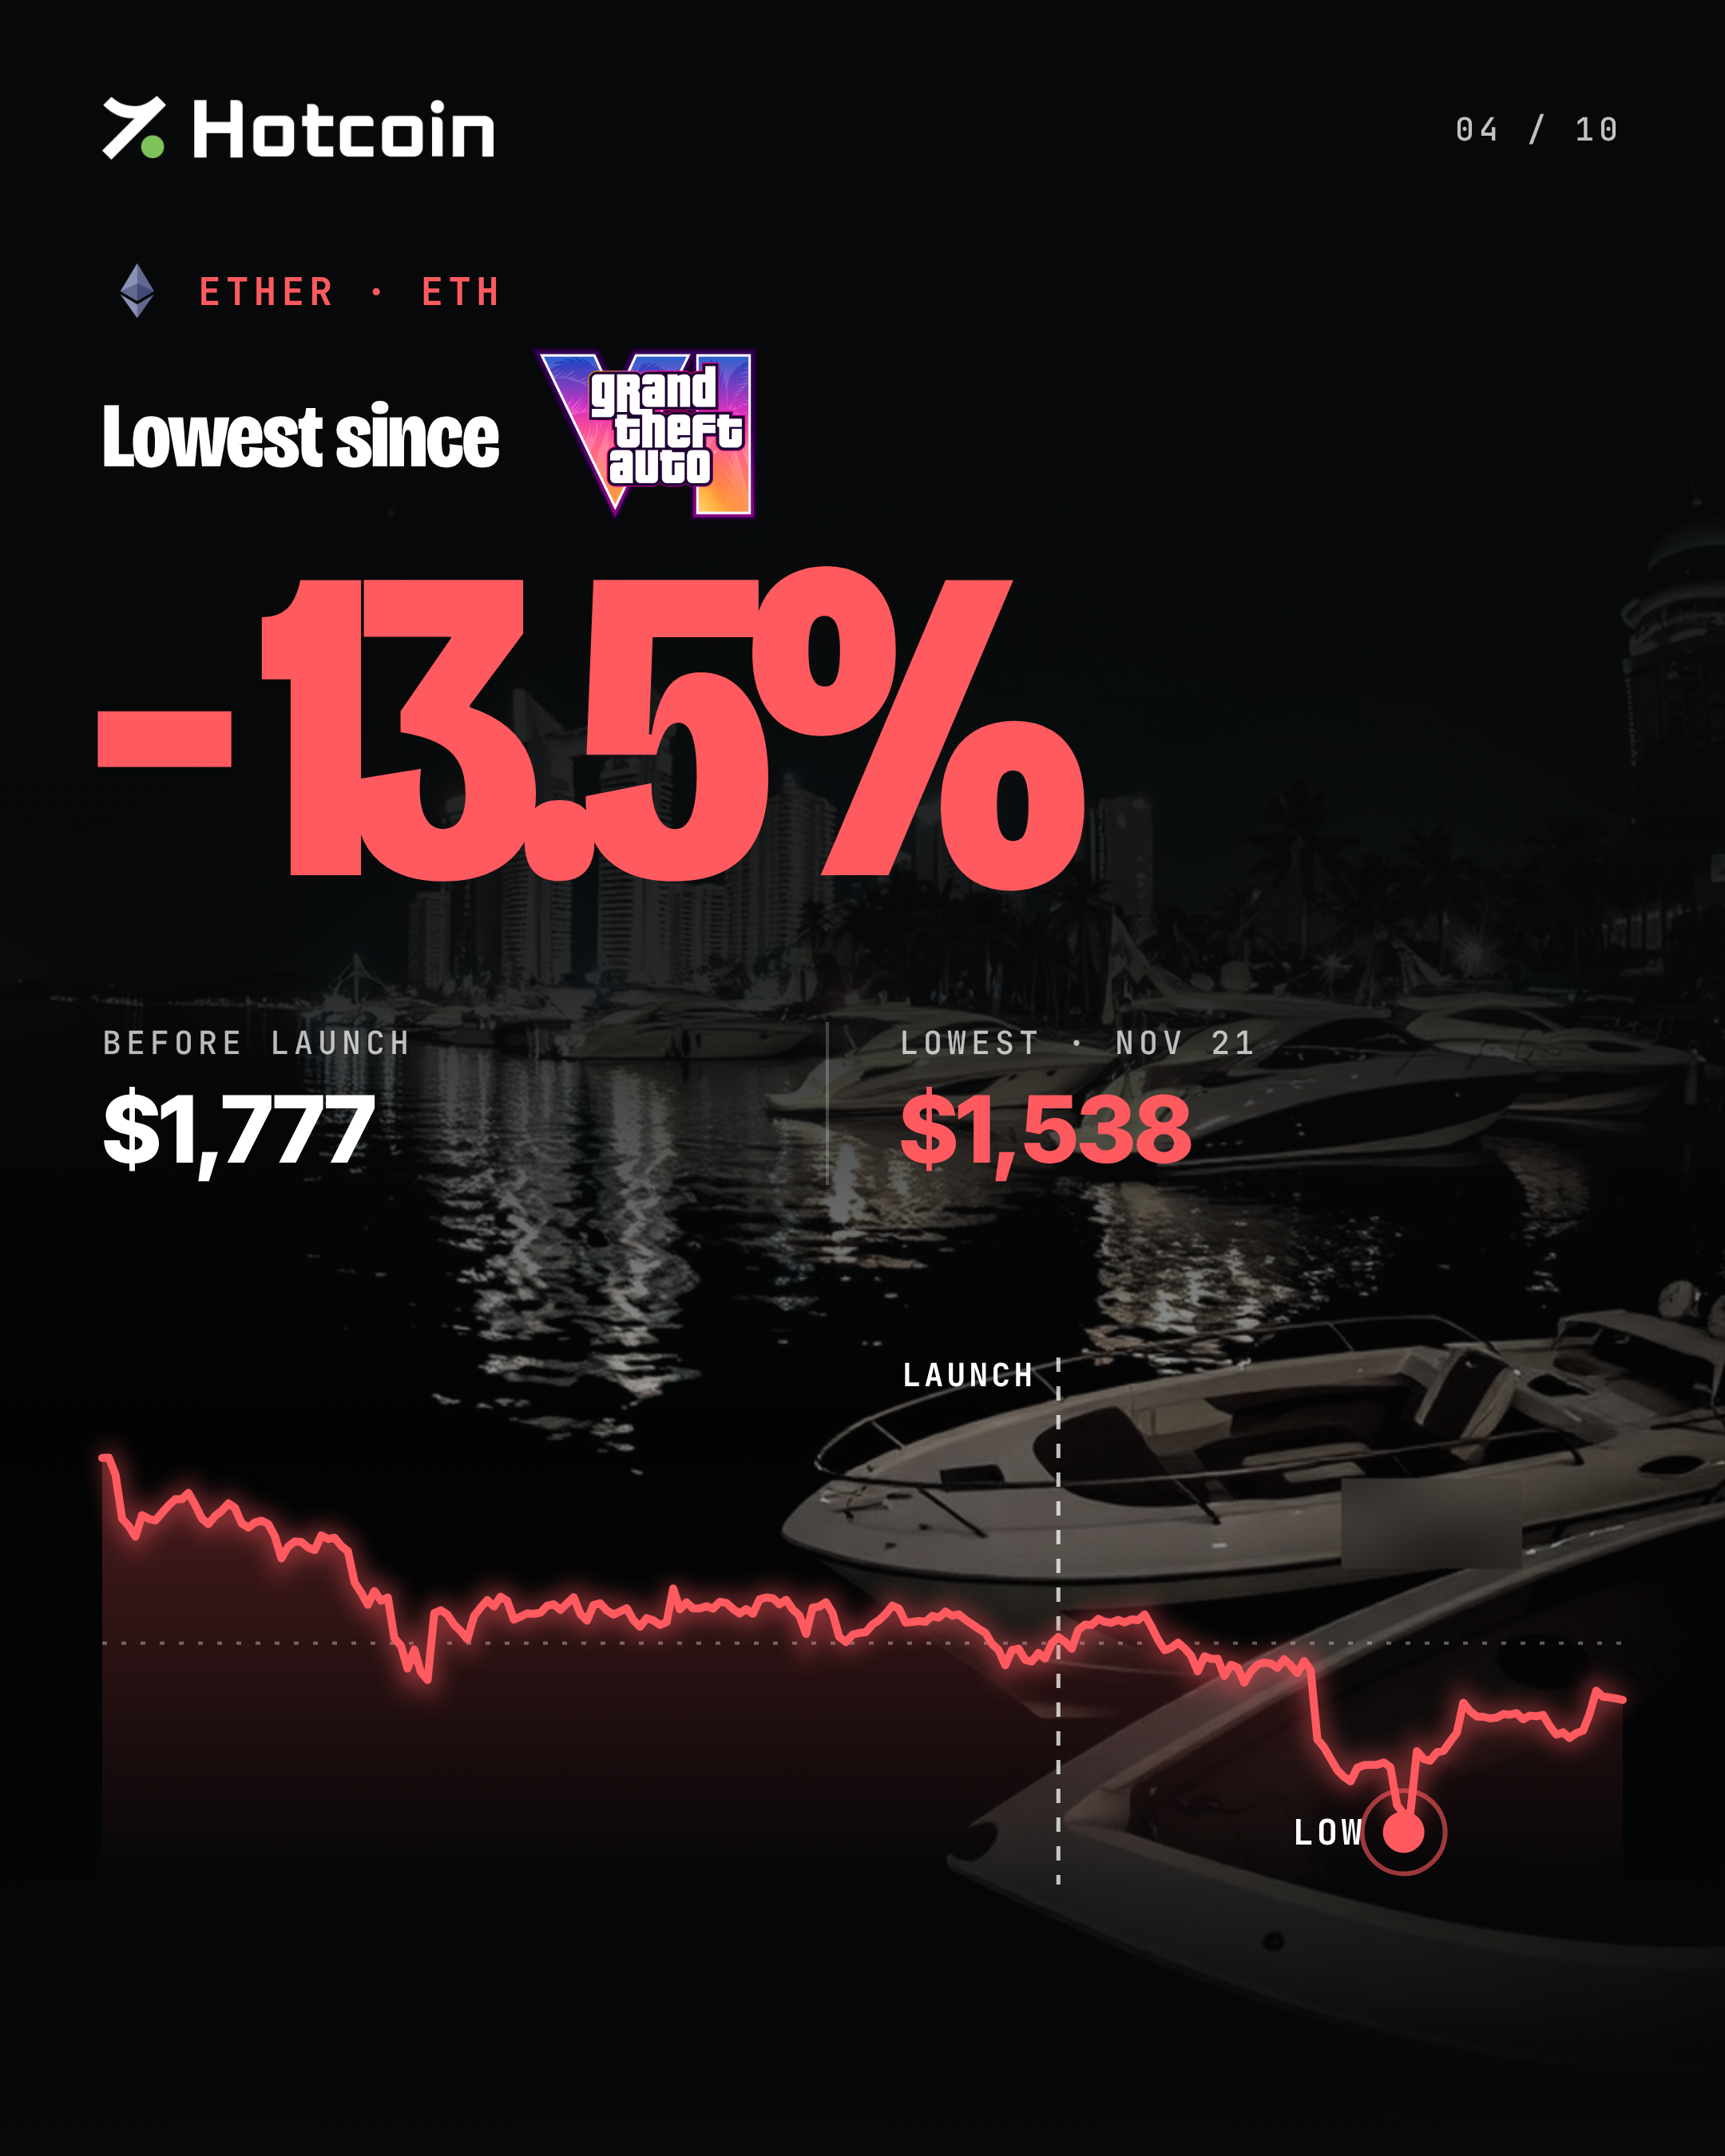 Hotcoin
04 / 10
ETHER · ETH
Lowest since
grand
theft
auto
VI
-13.5%
BEFORE LAUNCH
$1,777
LOWEST · NOV 21
$1,538
LAUNCH
LOW